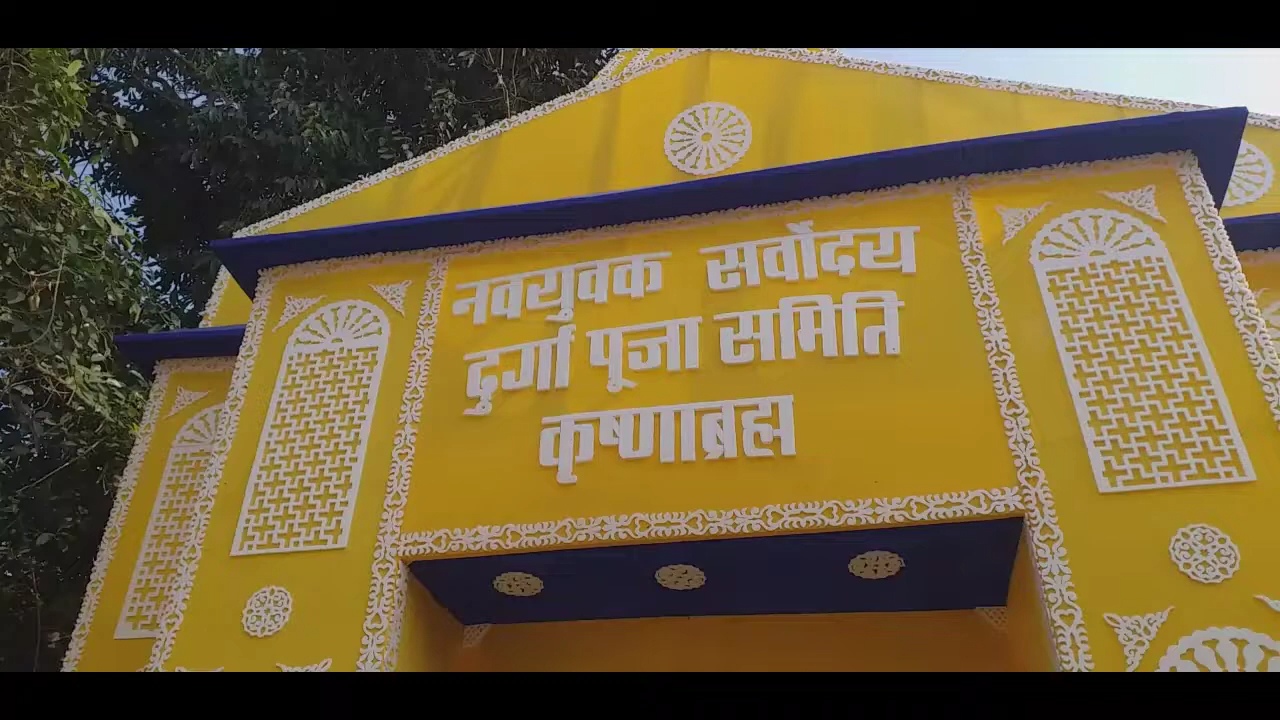 नवयुवक सर्वोदय
दुर्गा पूजा समिति
कृष्णाब्रह्म